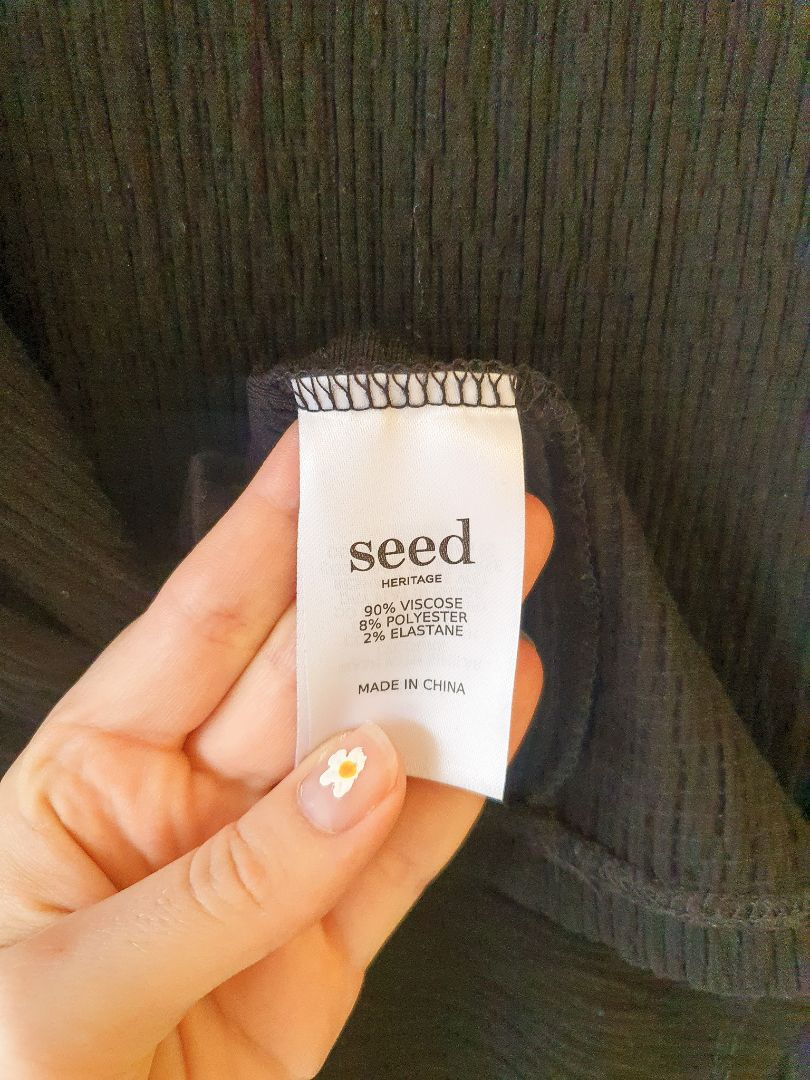 seed
HERITAGE
90% VISCOSE
8% POLYESTER
2% ELASTANE
MADE IN CHINA